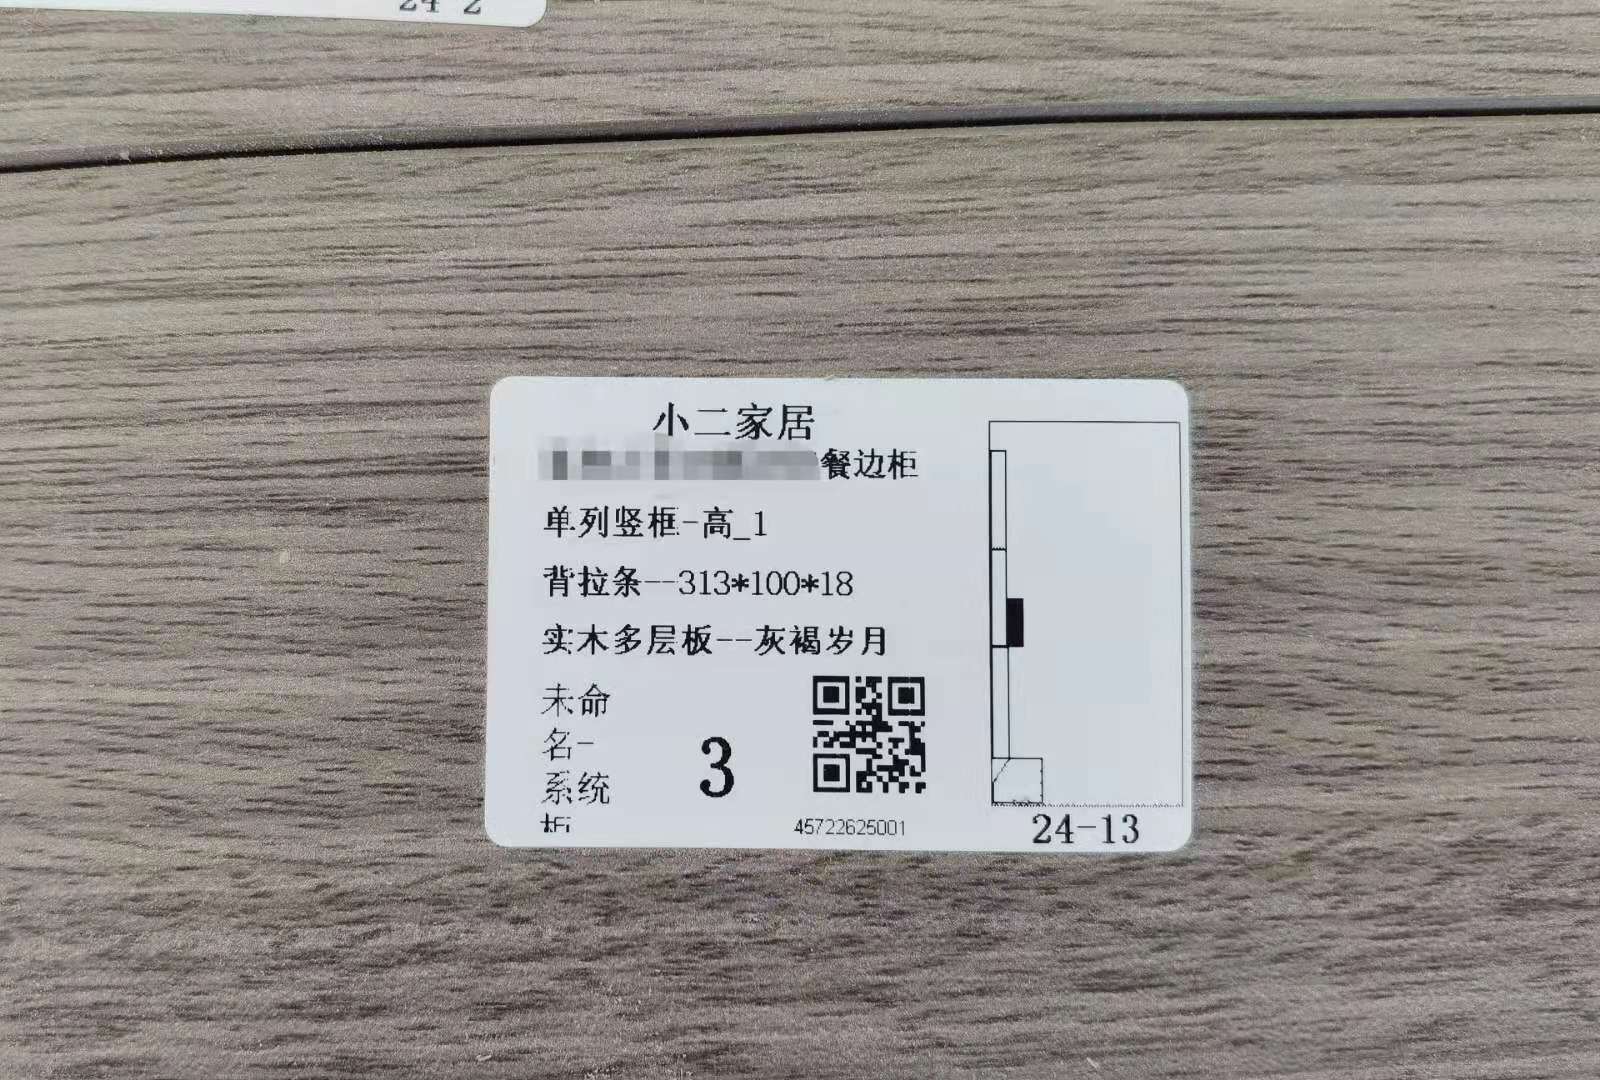 24-2
小二家居
餐边柜
单列竖框-高_1
背拉条--313*100*18
实木多层板--灰褐岁月
未命
名-
系统
3
45722625001
24-13